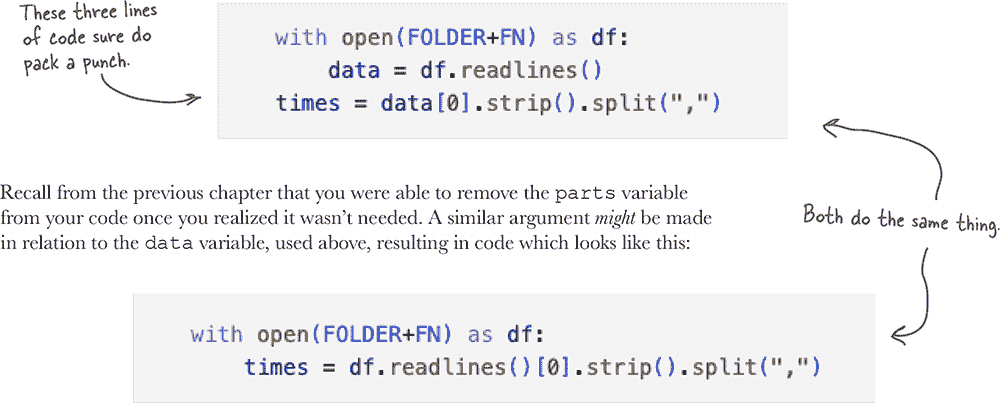 These three lines
of code sure do
pack a punch.
with open(FOLDER+FN) as df:
    data = df.readlines()
times = data[0].strip().split(",")
Recall from the previous chapter that you were able to remove the parts variable
from your code once you realized it wasn’t needed. A similar argument might be made
in relation to the data variable, used above, resulting in code which looks like this:
Both do the same thing.
with open(FOLDER+FN) as df:
    times = df.readlines()[0].strip().split(",")